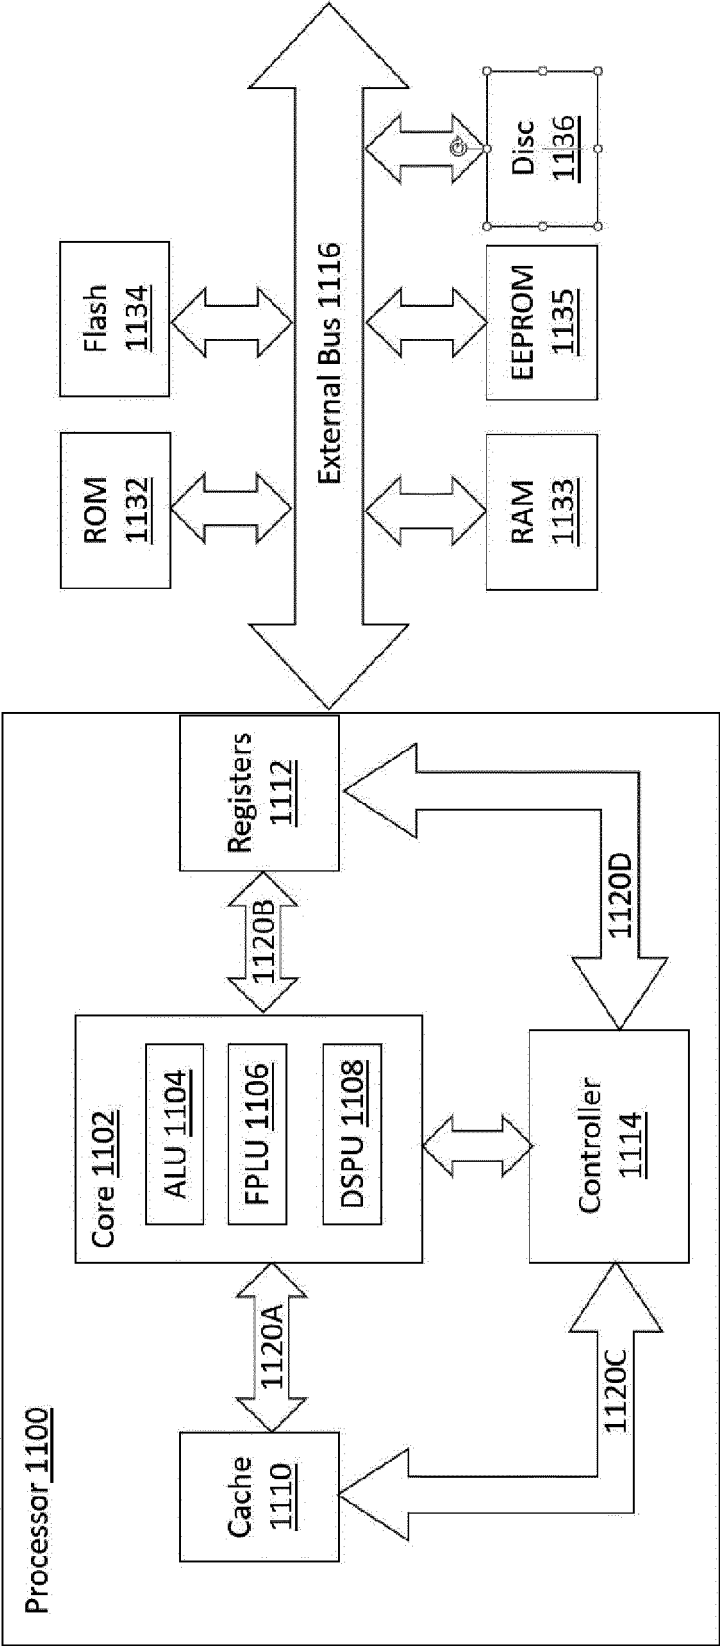 Processor 1100
Cache
1110
1120A
Core 1102
ALU 1104
FPLU 1106
DSPU 1108
1120B
Registers
1112
1120C
Controller
1114
1120D
ROM
1132
Flash
1134
External Bus 1116
RAM
1133
EEPROM
1135
Disc
1136